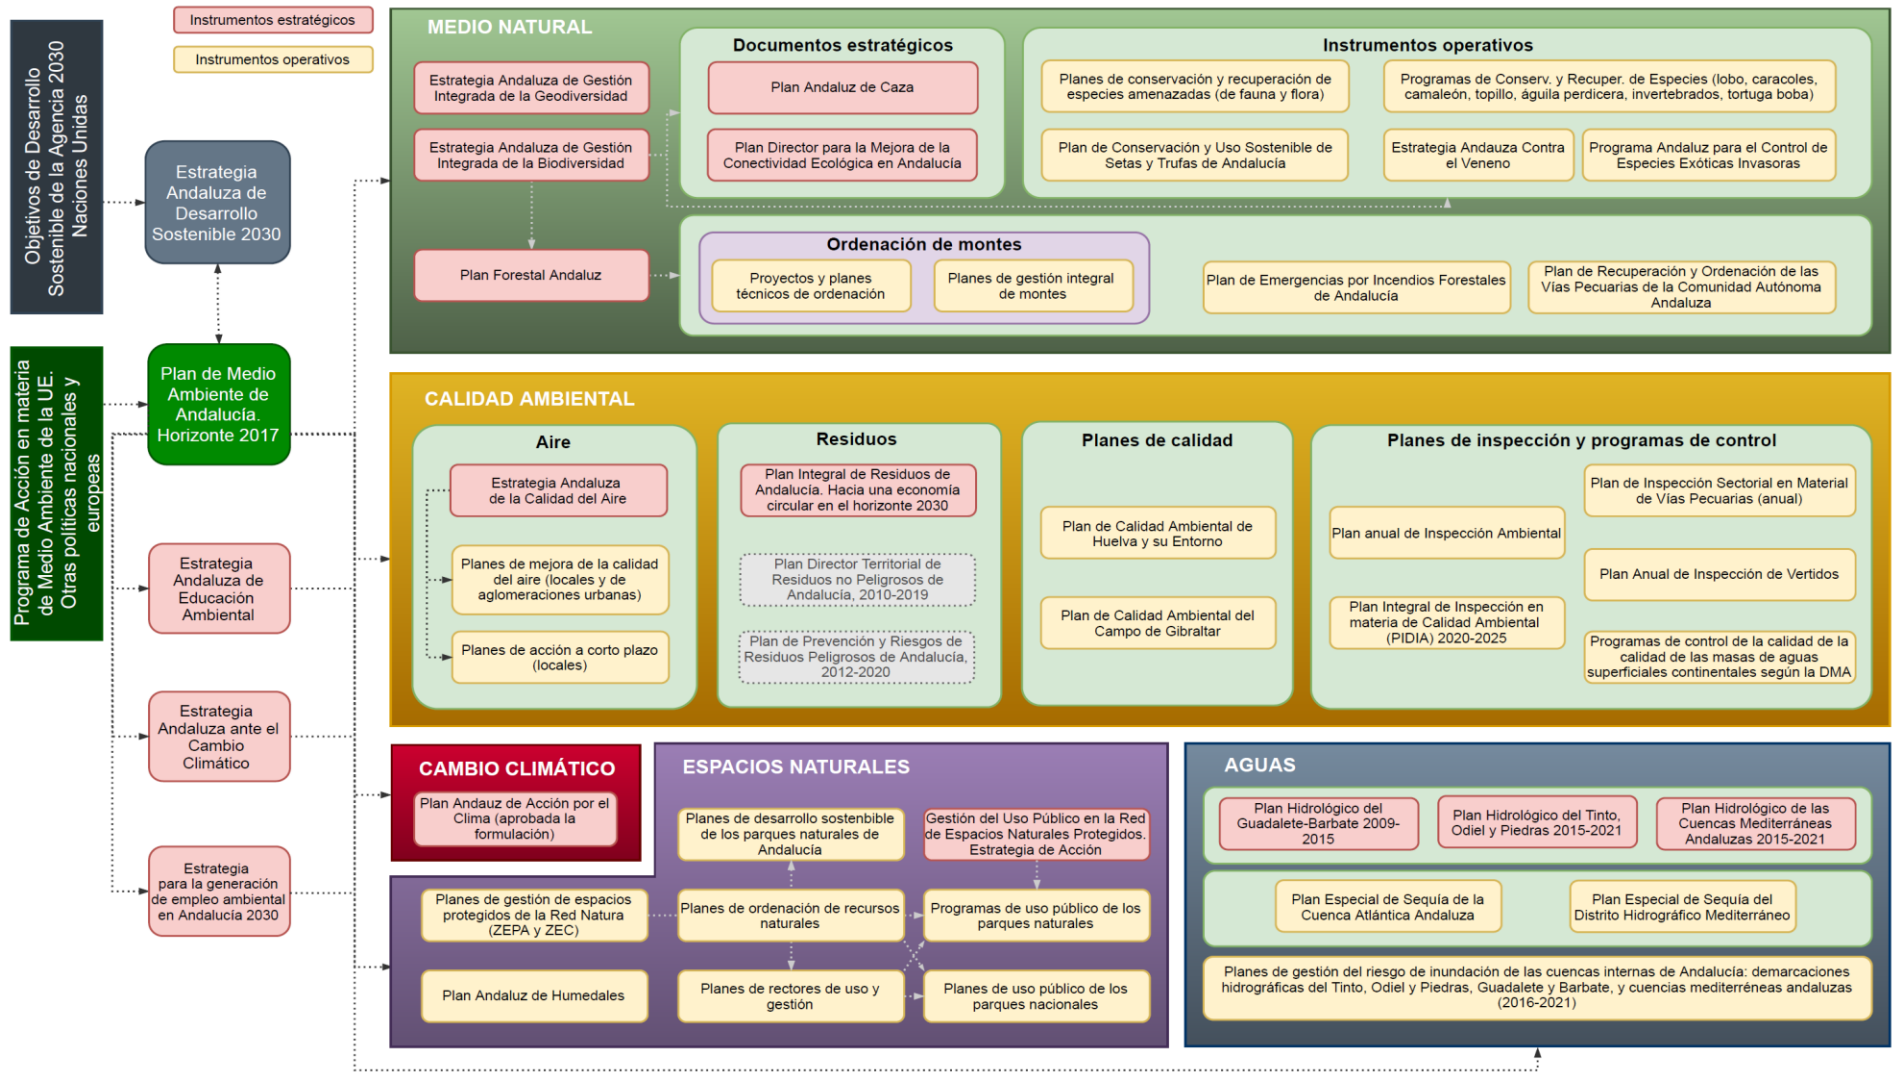 Instrumentos estratégicos
Instrumentos operativos
Objetivos de Desarrollo
Sostenible de la Agencia 2030
Naciones Unidas
Estrategia
Andaluza de
Desarrollo
Sostenible 2030
Programa de Acción en materia
de Medio Ambiente de la UE.
Otras políticas nacionales y
europeas
Plan de Medio
Ambiente de
Andalucía.
Horizonte 2017
Estrategia
Andaluza de
Educación
Ambiental
Estrategia
Andaluza ante el
Cambio
Climático
Estrategia
para la generación
de empleo ambiental
en Andalucía 2030
MEDIO NATURAL
Estrategia Andaluza de Gestión
Integrada de la Geodiversidad
Estrategia Andaluza de Gestión
Integrada de la Biodiversidad
Plan Forestal Andaluz
Documentos estratégicos
Plan Andaluz de Caza
Plan Director para la Mejora de la
Conectividad Ecológica en Andalucía
Instrumentos operativos
Planes de conservación y recuperación de
especies amenazadas (de fauna y flora)
Programas de Conserv. y Recuper. de Especies (lobo, caracoles,
camaleón, topillo, águila perdicera, invertebrados, tortuga boba)
Plan de Conservación y Uso Sostenible de
Setas y Trufas de Andalucía
Estrategia Andauza Contra
el Veneno
Programa Andaluz para el Control de
Especies Exóticas Invasoras
Ordenación de montes
Proyectos y planes
técnicos de ordenación
Planes de gestión integral
de montes
Plan de Emergencias por Incendios Forestales
de Andalucía
Plan de Recuperación y Ordenación de las
Vías Pecuarias de la Comunidad Autónoma
Andaluza
CALIDAD AMBIENTAL
Aire
Estrategia Andaluza
de la Calidad del Aire
Planes de mejora de la calidad
del aire (locales y de
aglomeraciones urbanas)
Planes de acción a corto plazo
(locales)
Residuos
Plan Integral de Residuos de
Andalucía. Hacia una economía
circular en el horizonte 2030
Plan Director Territorial de
Residuos no Peligrosos de
Andalucía, 2010-2019
Plan de Prevención y Riesgos de
Residuos Peligrosos de Andalucía,
2012-2020
Planes de calidad
Plan de Calidad Ambiental de
Huelva y su Entorno
Plan de Calidad Ambiental del
Campo de Gibraltar
Planes de inspección y programas de control
Plan anual de Inspección Ambiental
Plan Integral de Inspección en
materia de Calidad Ambiental
(PIDIA) 2020-2025
Plan de Inspección Sectorial en Material
de Vías Pecuarias (anual)
Plan Anual de Inspección de Vertidos
Programas de control de la calidad de la
calidad de las masas de aguas
superficiales continentales según la DMA
CAMBIO CLIMÁTICO
Plan Andauz de Acción por el
Clima (aprobada la
formulación)
ESPACIOS NATURALES
Planes de desarrollo sostenbible
de los parques naturales de
Andalucía
Gestión del Uso Público en la Red
de Espacios Naturales Protegidos.
Estrategia de Acción
Planes de gestión de espacios
protegidos de la Red Natura
(ZEPA y ZEC)
Planes de ordenación de recursos
naturales
Programas de uso público de los
parques naturales
Plan Andaluz de Humedales
Planes de rectores de uso y
gestión
Planes de uso público de los
parques nacionales
AGUAS
Plan Hidrológico del
Guadalete-Barbate 2009-
2015
Plan Hidrológico del Tinto,
Odiel y Piedras 2015-2021
Plan Hidrológico de las
Cuencas Mediterráneas
Andaluzas 2015-2021
Plan Especial de Sequía de la
Cuenca Atlántica Andaluza
Plan Especial de Sequía del
Distrito Hidrográfico Mediterráneo
Planes de gestión del riesgo de inundación de las cuencas internas de Andalucía: demarcaciones
hidrográficas del Tinto, Odiel y Piedras, Guadalete y Barbate, y cuencas mediterréneas andaluzas
(2016-2021)